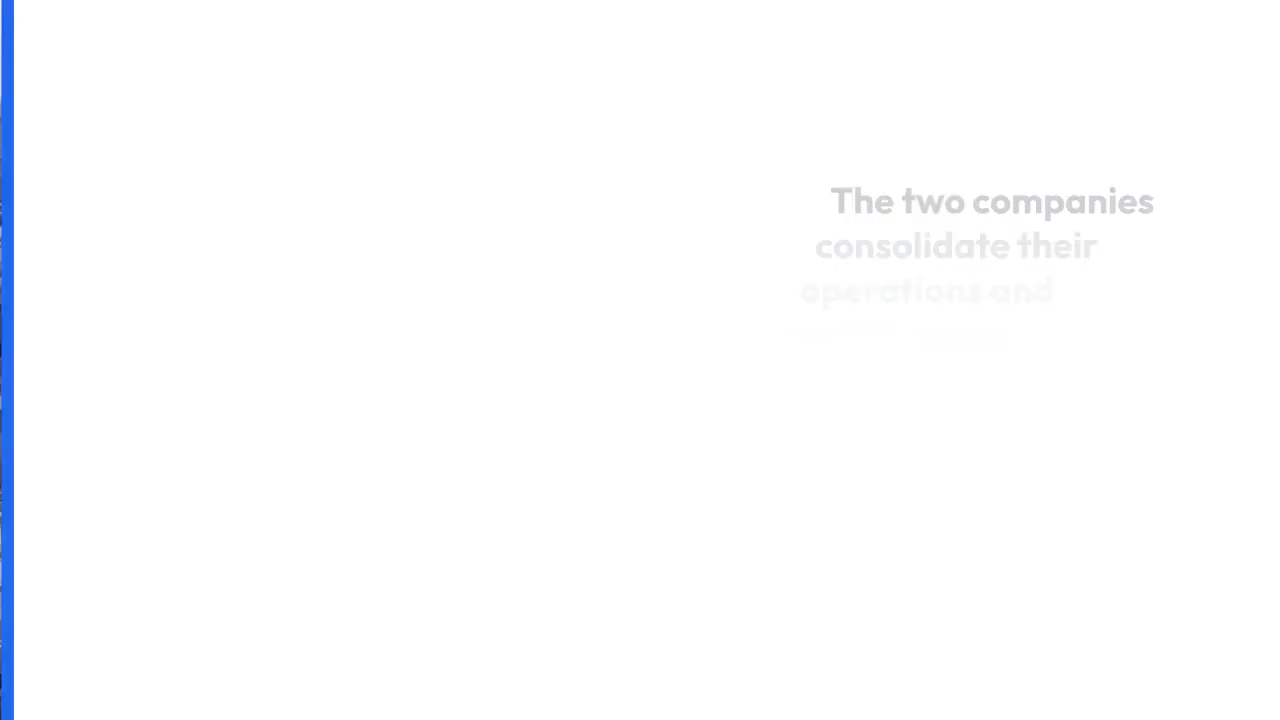 The two companies
consolidate their
operations and